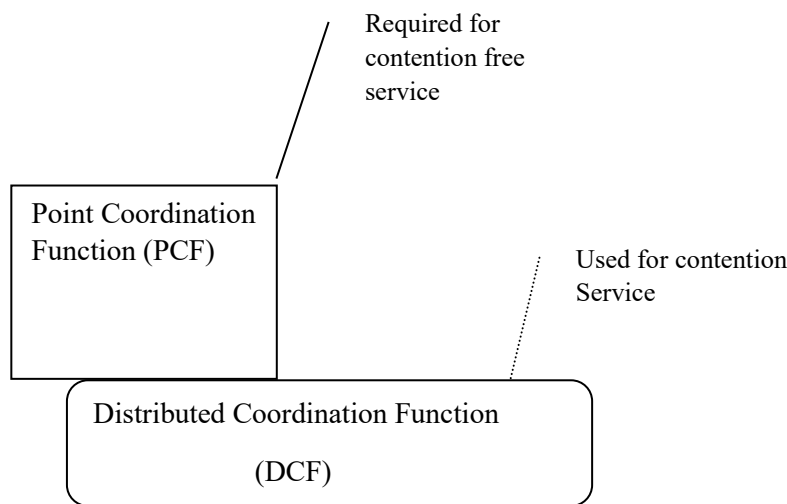 Required for
contention free
service
Point Coordination
Function (PCF)
Used for contention
Service
Distributed Coordination Function
(DCF)